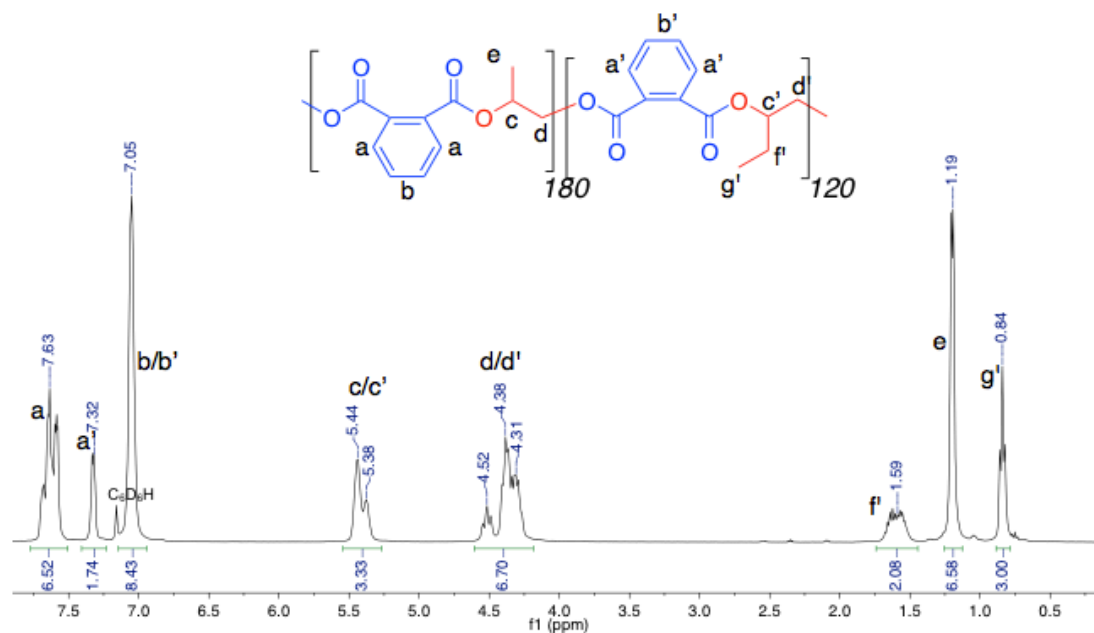 b'
e
O
O
a'
a'
d'
O
O
O
c'
O
O
c
d
a
a
O
O
f'
b
g'
180
120
7.05
1.19
7.63
b/b'
e
0.84
a
7.32
c/c'
d/d'
4.38
g'
a'
5.44
5.38
4.52
4.31
C6D6H
f'
1.59
6.52
1.74
8.43
3.33
6.70
2.08
6.58
3.00
7.5 7.0 6.5 6.0 5.5 5.0 4.5 4.0 3.5 3.0 2.5 2.0 1.5 1.0 0.5
f1 (ppm)